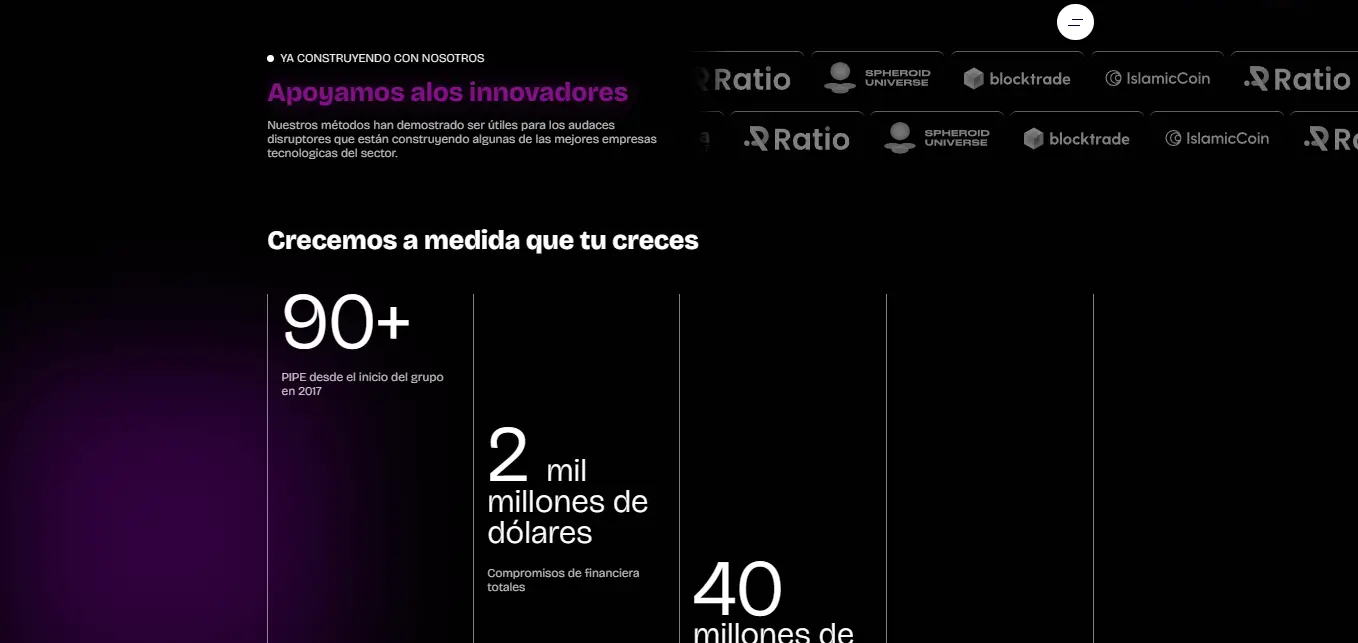 YA CONSTRUYENDO CON NOSOTROS
Apoyamos alos innovadores
Nuestros métodos han demostrado ser útiles para los audaces
disruptores que están construyendo algunas de las mejores empresas
tecnologicas del sector.
Ratio SPHEROID UNIVERSE blocktrade IslamicCoin Ratio
Ratio SPHEROID UNIVERSE blocktrade IslamicCoin
Crecemos a medida que tu creces
90+
PIPE desde el inicio del grupo
en 2017
2 mil
millones de
dólares
Compromisos de financiera
totales
40
millones de